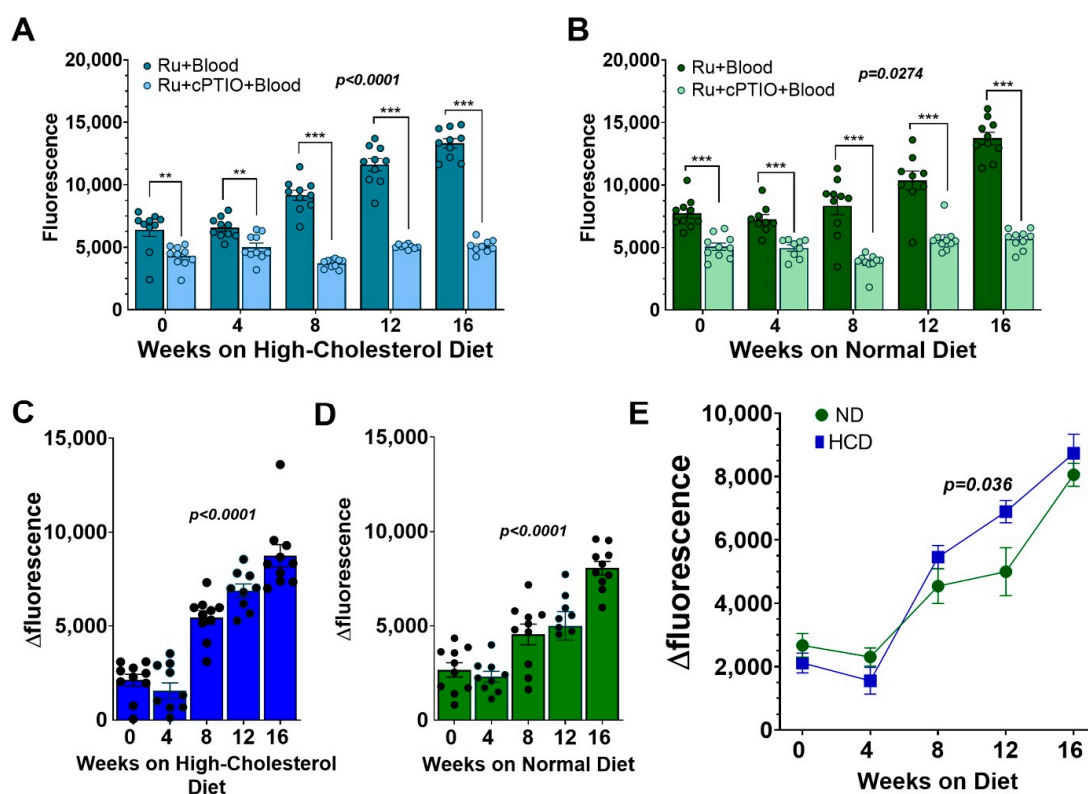 A
20,000
15,000
10,000
5,000
0
Fluorescence
Ru+Blood
Ru+cPTIO+Blood
p<0.0001
** ** *** *** ***
0 4 8 12 16
Weeks on High-Cholesterol Diet
B
20,000
15,000
10,000
5,000
0
Fluorescence
Ru+Blood
Ru+cPTIO+Blood
p=0.0274
*** *** *** *** ***
0 4 8 12 16
Weeks on Normal Diet
C
15,000
10,000
5,000
0
Δfluorescence
p<0.0001
0 4 8 12 16
Weeks on High-Cholesterol
Diet
D
15,000
10,000
5,000
0
Δfluorescence
p<0.0001
0 4 8 12 16
Weeks on Normal Diet
E
10,000
8,000
6,000
4,000
2,000
0
Δfluorescence
ND
HCD
p=0.036
0 4 8 12 16
Weeks on Diet